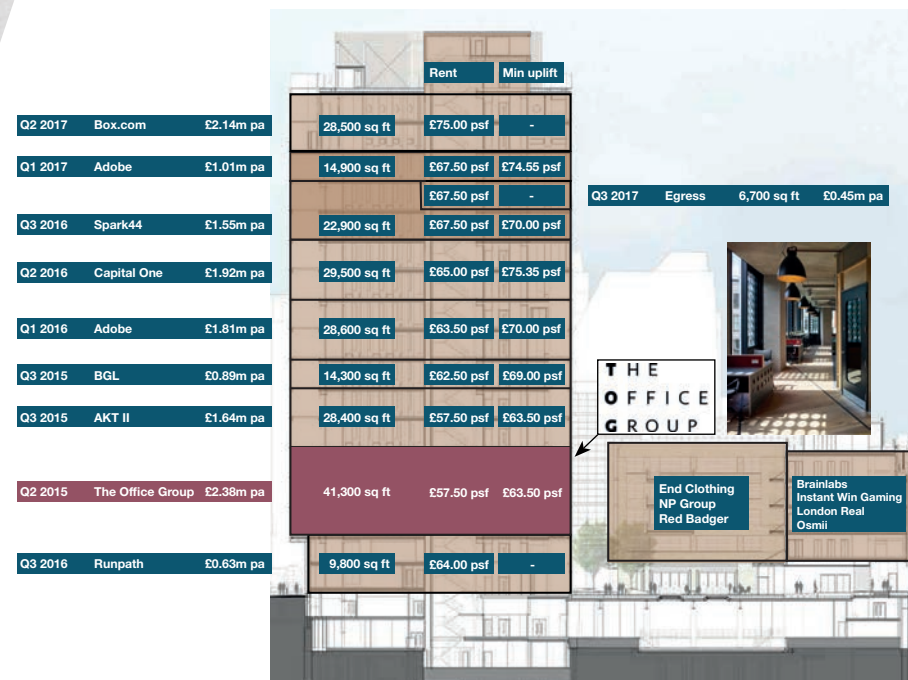 Rent Min uplift
Q2 2017 Box.com £2.14m pa 28,500 sq ft £75.00 psf -
Q1 2017 Adobe £1.01m pa 14,900 sq ft £67.50 psf £74.55 psf
£67.50 psf - Q3 2017 Egress 6,700 sq ft £0.45m pa
Q3 2016 Spark44 £1.55m pa 22,900 sq ft £67.50 psf £70.00 psf
Q2 2016 Capital One £1.92m pa 29,500 sq ft £65.00 psf £75.35 psf
Q1 2016 Adobe £1.81m pa 28,600 sq ft £63.50 psf £70.00 psf
Q3 2015 BGL £0.89m pa 14,300 sq ft £62.50 psf £69.00 psf
Q3 2015 AKT II £1.64m pa 28,400 sq ft £57.50 psf £63.50 psf
THE
OFFICE
GROUP
Q2 2015 The Office Group £2.38m pa 41,300 sq ft £57.50 psf £63.50 psf
End Clothing
NP Group
Red Badger
Brainlabs
Instant Win Gaming
London Real
Osmii
Q3 2016 Runpath £0.63m pa 9,800 sq ft £64.00 psf -